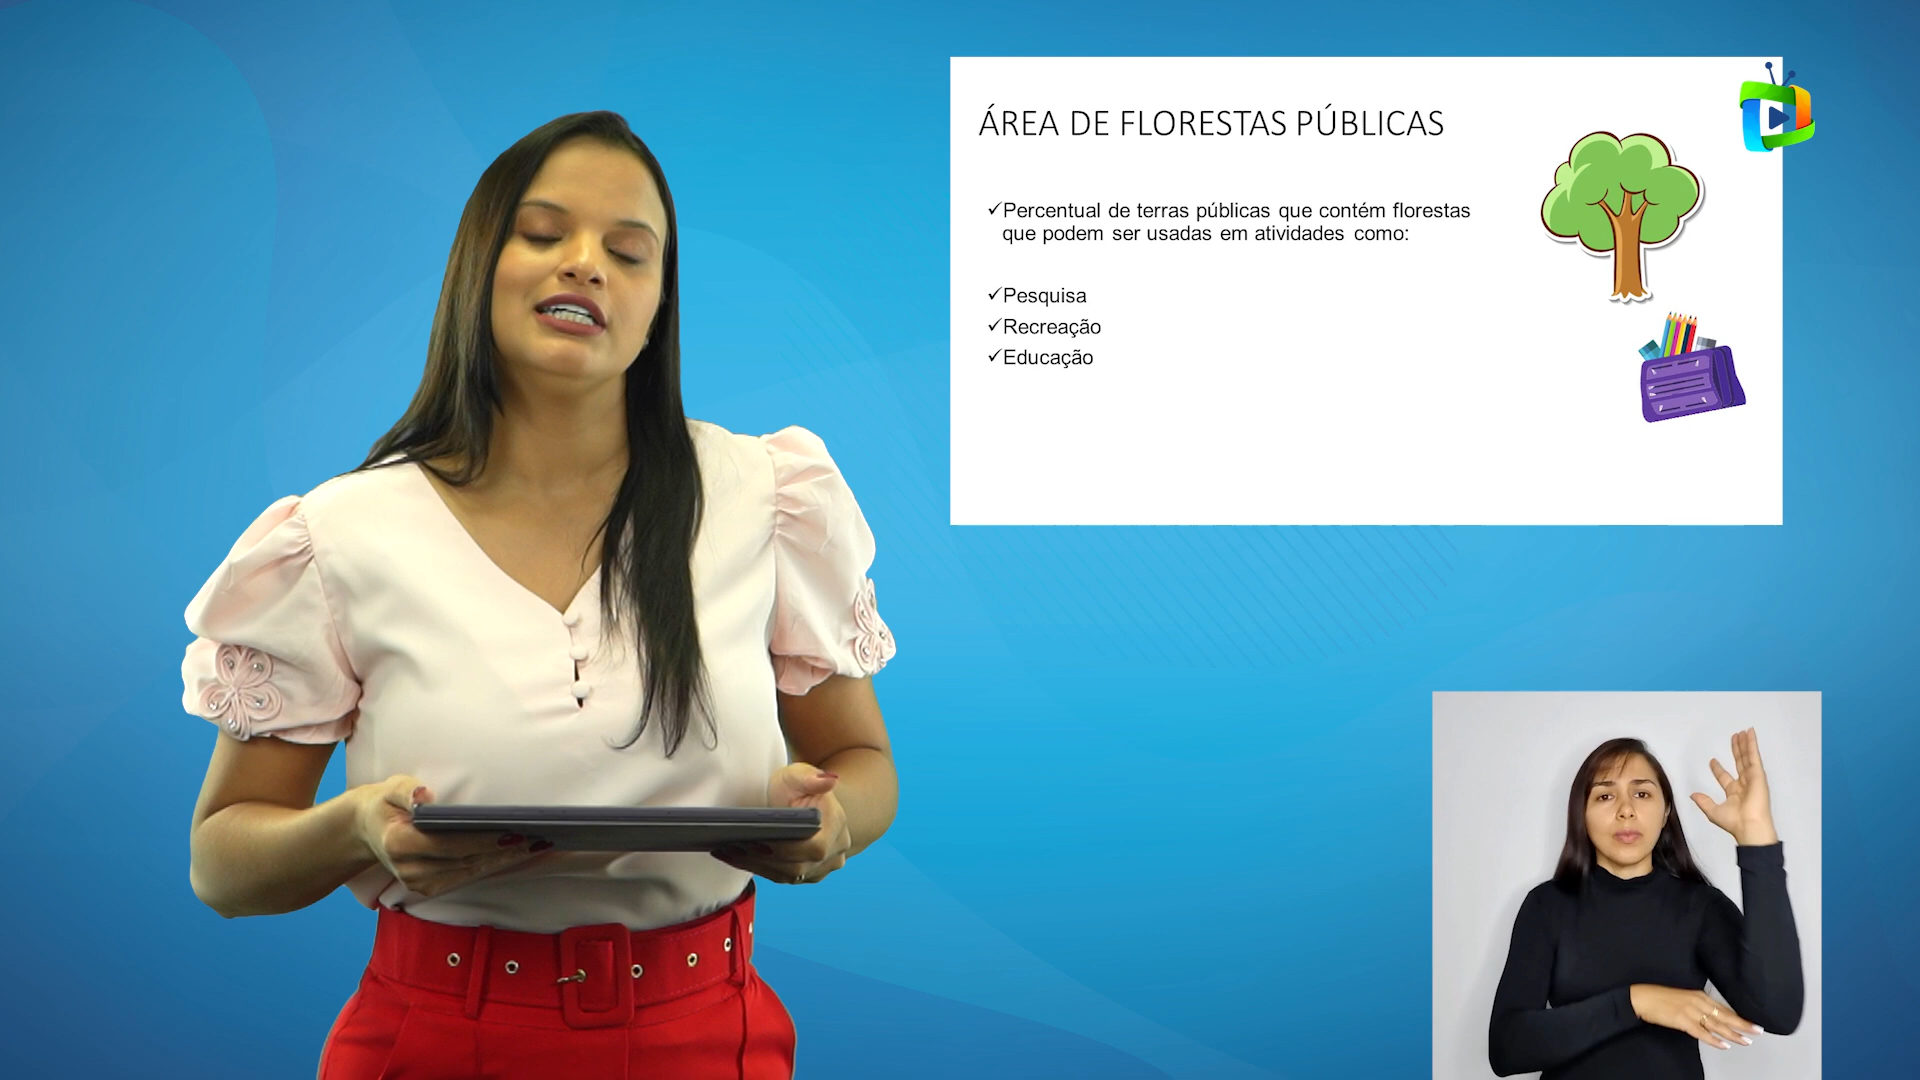 ÁREA DE FLORESTAS PÚBLICAS
✓Percentual de terras públicas que contém florestas
que podem ser usadas em atividades como:
✓Pesquisa
✓Recreação
✓Educação